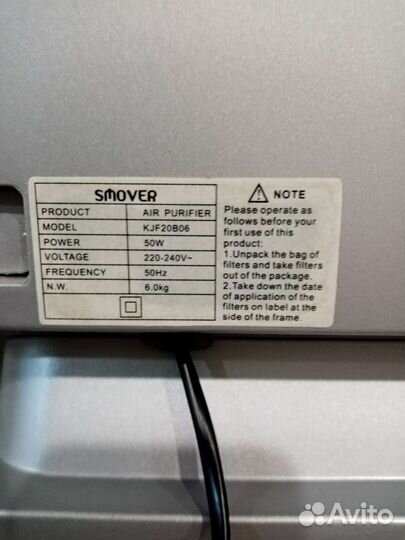 SMOVER
PRODUCT AIR PURIFIER
MODEL KJF20B06
POWER 50W
VOLTAGE 220-240V~
FREQUENCY 50Hz
N.W. 6.0kg
NOTE
Please operate as
follows before your
first use of this
product:
1.Unpack the bag of
filters and take filters
out of the package.
2.Take down the date
of application of the
filters on label at the
side of the frame.
Avito